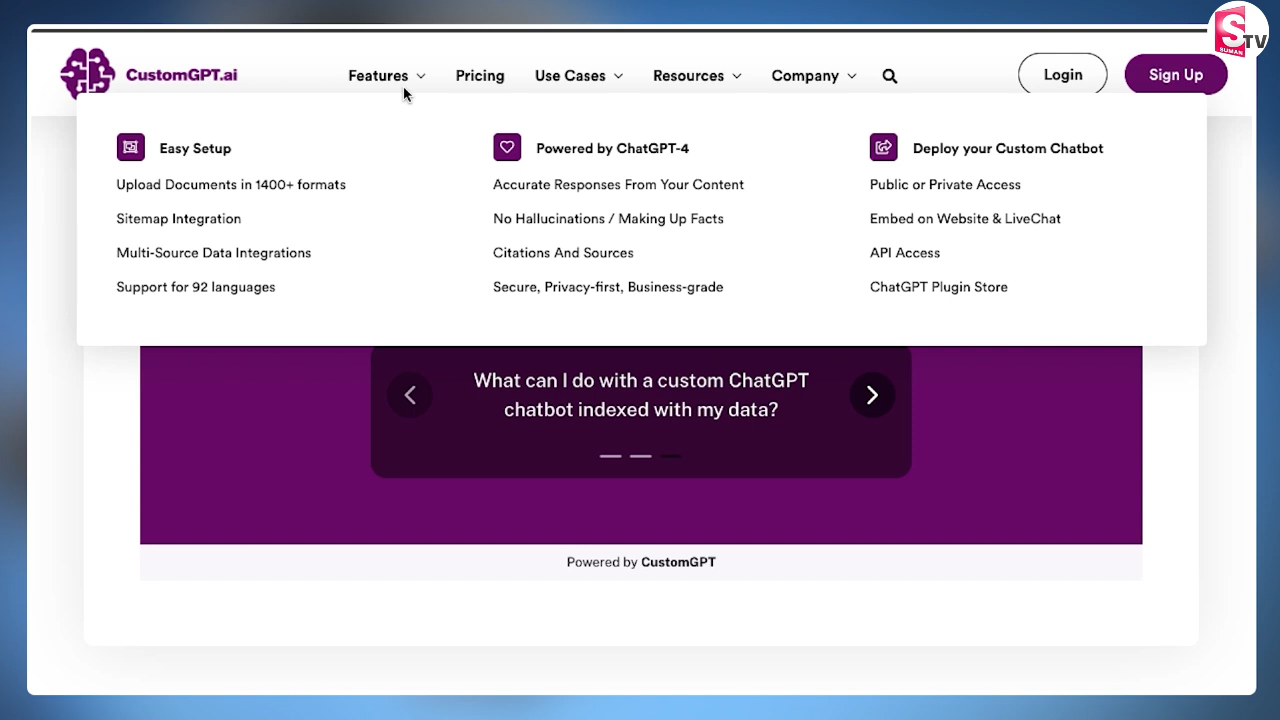 S TV
SUMAN
CustomGPT.ai
Features
Pricing
Use Cases
Resources
Company
Login
Sign Up
Easy Setup
Upload Documents in 1400+ formats
Sitemap Integration
Multi-Source Data Integrations
Support for 92 languages
Powered by ChatGPT-4
Accurate Responses From Your Content
No Hallucinations / Making Up Facts
Citations And Sources
Secure, Privacy-first, Business-grade
Deploy your Custom Chatbot
Public or Private Access
Embed on Website & LiveChat
API Access
ChatGPT Plugin Store
What can I do with a custom ChatGPT
chatbot indexed with my data?
Powered by CustomGPT